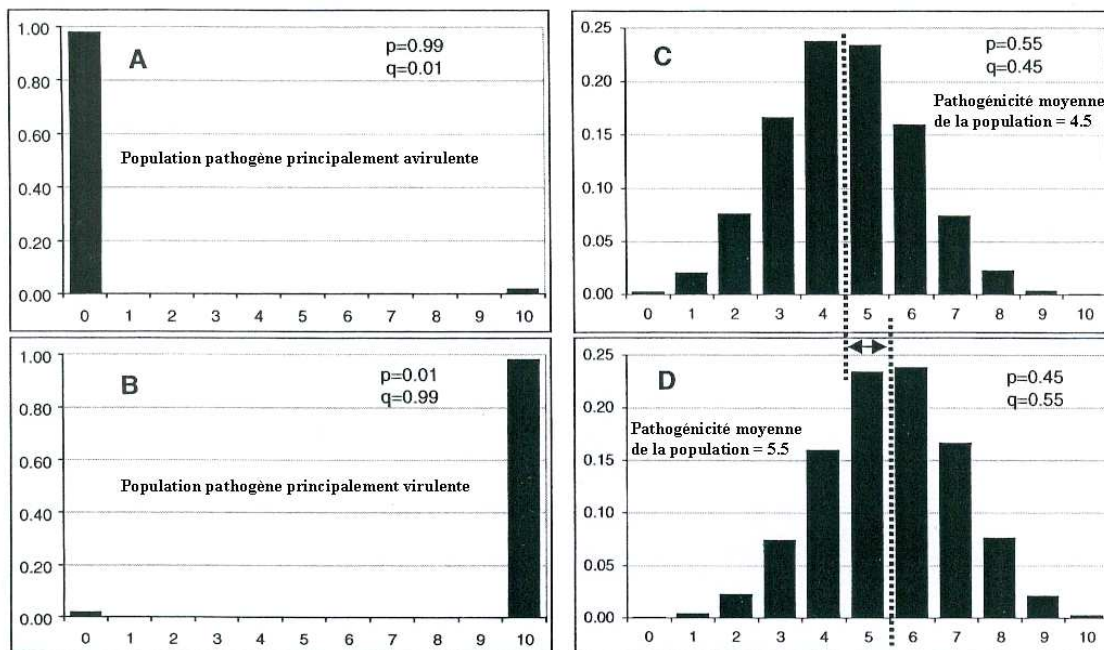 A
p=0.99
q=0.01
Population pathogène principalement avirulente
1.00
0.80
0.60
0.40
0.20
0.00
0 1 2 3 4 5 6 7 8 9 10
C
p=0.55
q=0.45
Pathogénicité moyenne
de la population = 4.5
0.25
0.20
0.15
0.10
0.05
0.00
0 1 2 3 4 5 6 7 8 9 10
B
p=0.01
q=0.99
Population pathogène principalement virulente
1.00
0.80
0.60
0.40
0.20
0.00
0 1 2 3 4 5 6 7 8 9 10
D
p=0.45
q=0.55
Pathogénicité moyenne
de la population = 5.5
0.25
0.20
0.15
0.10
0.05
0.00
0 1 2 3 4 5 6 7 8 9 10